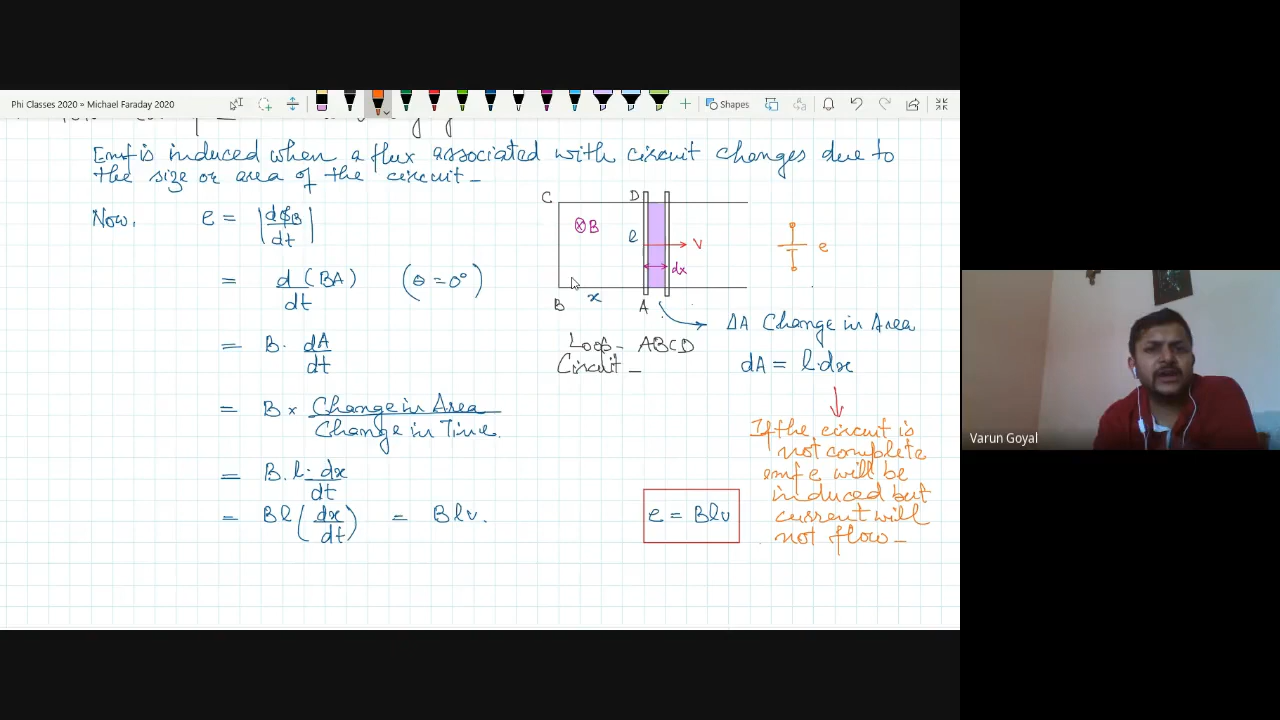 Phi Classes 2020 » Michael Faraday 2020
Shapes
Emf is induced when a flux associated with circuit changes due to
the size or area of the circuit –
Now, e = |dϕB/dt|
= d/dt (BA) (θ = 0°)
= B · dA/dt
= B × Change in Area/Change in Time.
= B. l. dx/dt
= Bl (dx/dt) = Blv.
C D
⊗B
l
V
dx
B x A
e
Loop – ABCD
Circuit –
ΔA Change in Area
dA = l·dx
If the circuit is
not complete
emf e will be
induced but
current will
not flow –
e = Blv
Varun Goyal